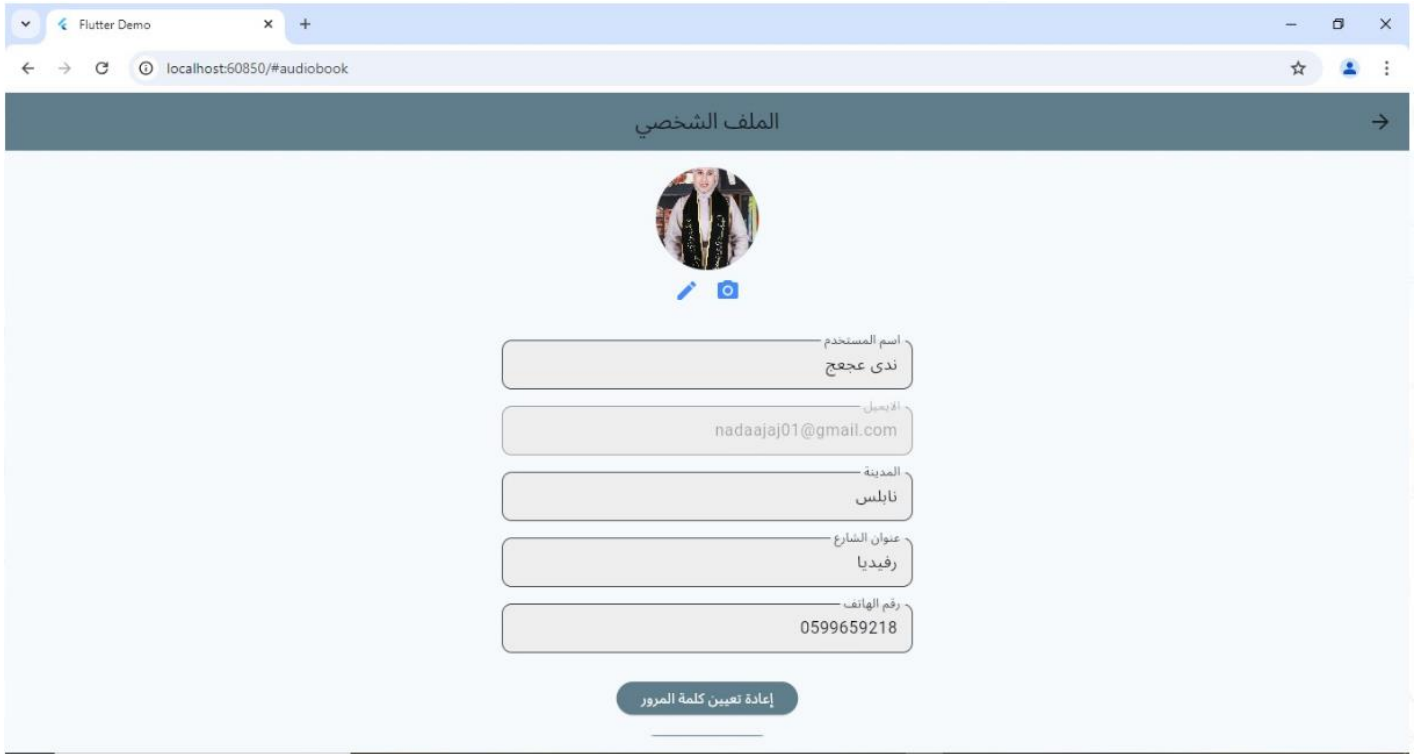 Flutter Demo
localhost:60850/#audiobook
الملف الشخصي
اسم المستخدم
ندى عجعج
الايميل
nadaajaj01@gmail.com
المدينة
نابلس
عنوان الشارع
رفيديا
رقم الهاتف
0599659218
إعادة تعيين كلمة المرور